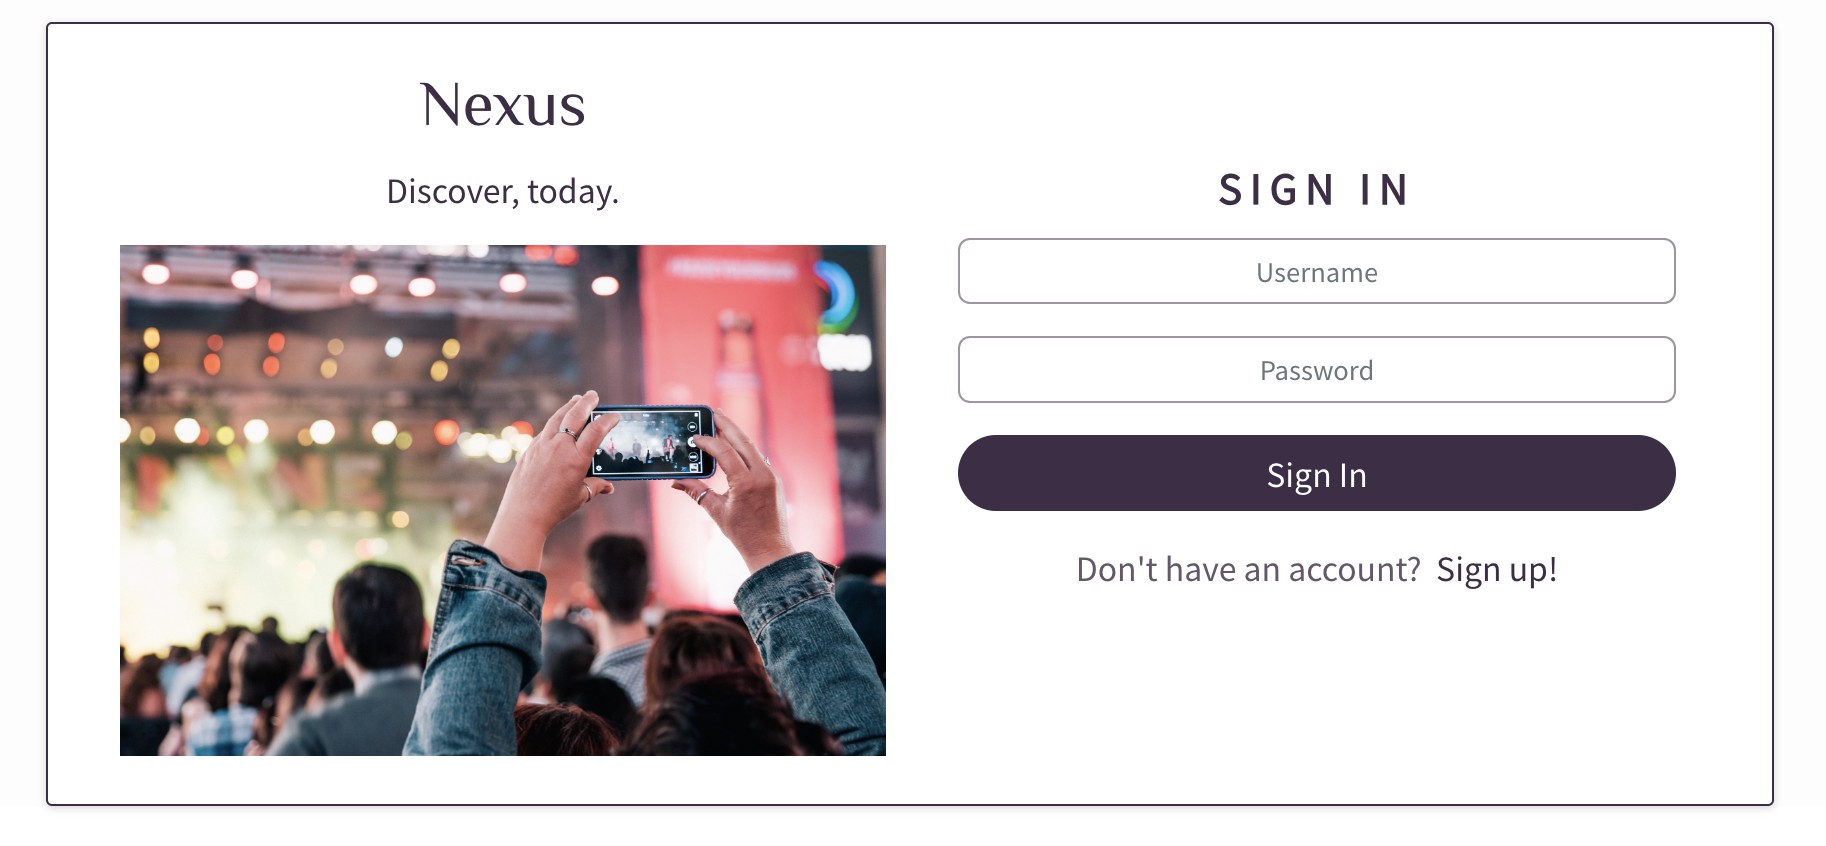 Nexus
Discover, today.
SIGN IN
Username
Password
Sign In
Don't have an account? Sign up!